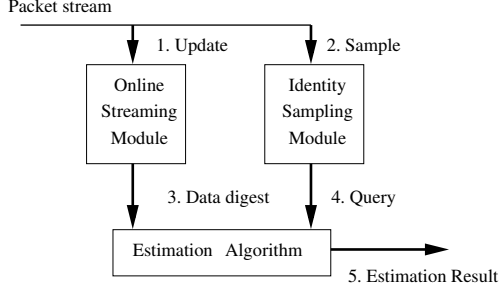 Packet stream
1. Update
2. Sample
Online
Streaming
Module
Identity
Sampling
Module
3. Data digest
4. Query
Estimation Algorithm
5. Estimation Result